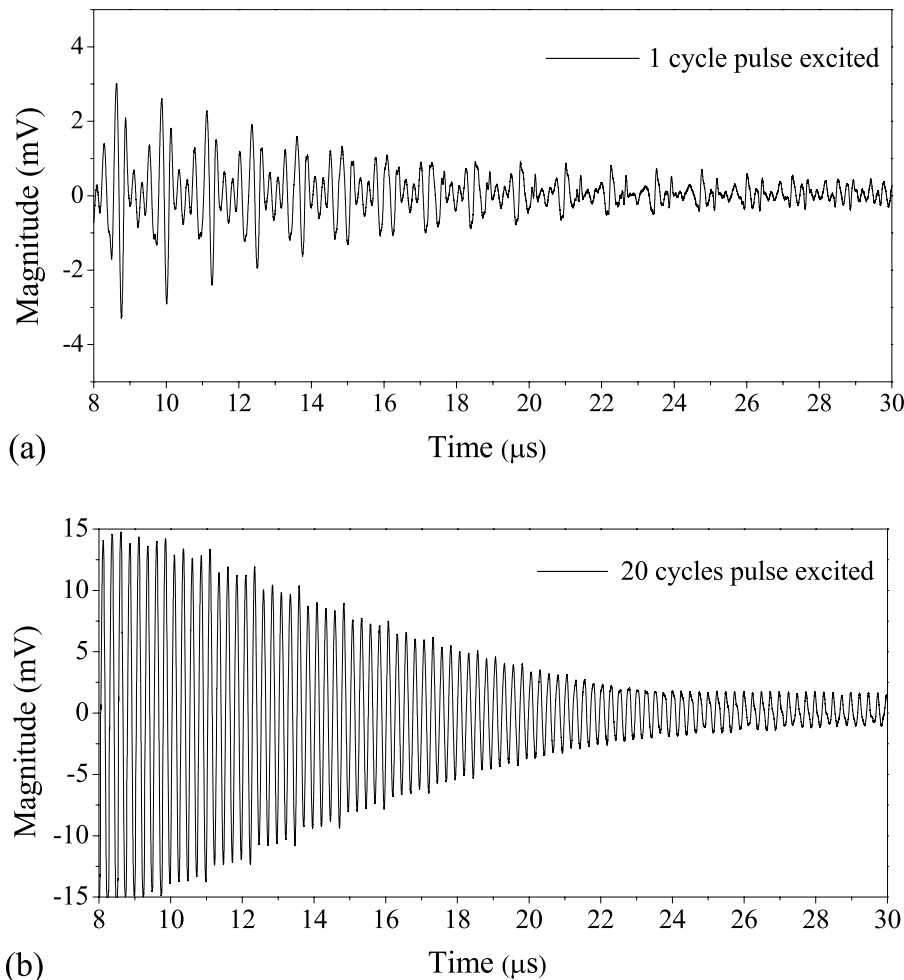 4
2
0
-2
-4
Magnitude (mV)
1 cycle pulse excited
8 10 12 14 16 18 20 22 24 26 28 30
(a)
Time (μs)
15
10
5
0
-5
-10
-15
Magnitude (mV)
20 cycles pulse excited
8 10 12 14 16 18 20 22 24 26 28 30
(b)
Time (μs)